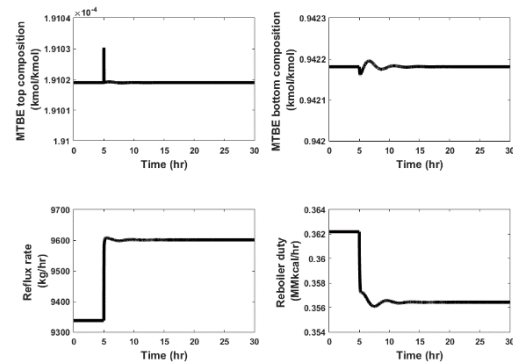 ×10⁻⁴
1.9104
1.9103
1.9102
1.9101
1.91
MTBE top composition
(kmol/kmol)
0 5 10 15 20 25 30
Time (hr)
0.9423
0.9422
0.9421
0.942
MTBE bottom composition
(kmol/kmol)
0 5 10 15 20 25 30
Time (hr)
9700
9600
9500
9400
9300
Reflux rate
(kg/hr)
0 5 10 15 20 25 30
Time (hr)
0.364
0.362
0.36
0.358
0.356
0.354
Reboiler duty
(MMkcal/hr)
0 5 10 15 20 25 30
Time (hr)